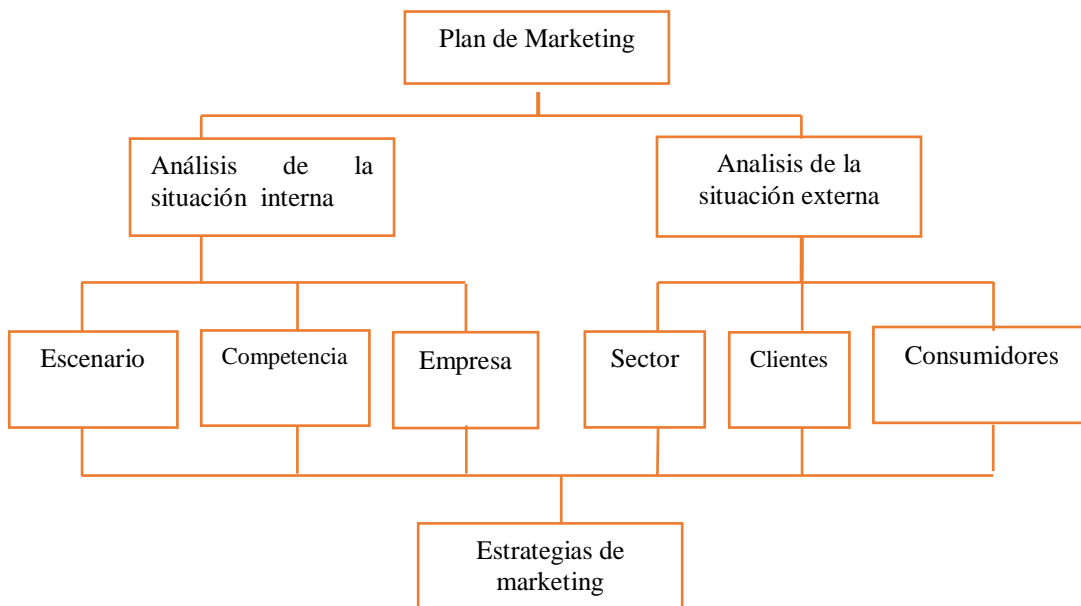 Plan de Marketing
Análisis de la
situación interna
Analisis de la
situación externa
Escenario
Competencia
Empresa
Sector
Clientes
Consumidores
Estrategias de
marketing